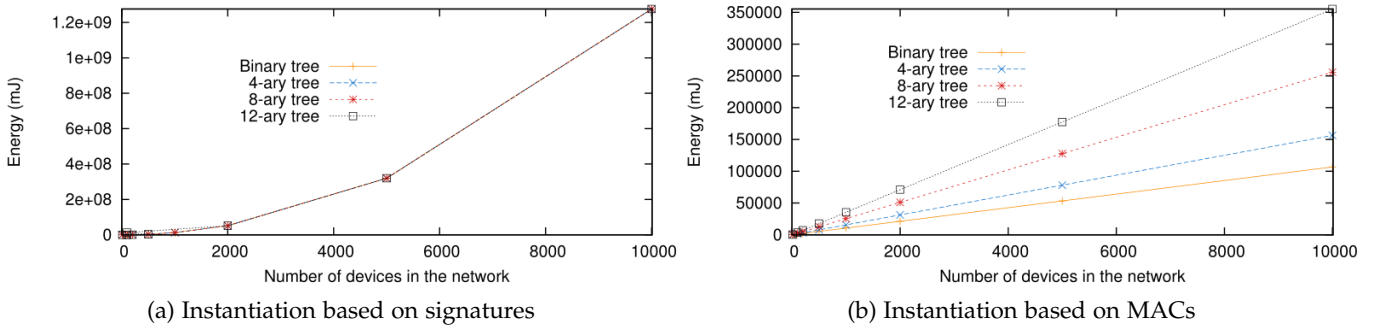 1.2e+09
1e+09
8e+08
6e+08
4e+08
2e+08
0
Energy (mJ)
Binary tree
4-ary tree
8-ary tree
12-ary tree
0 2000 4000 6000 8000 10000
Number of devices in the network
(a) Instantiation based on signatures
350000
300000
250000
200000
150000
100000
50000
0
Energy (mJ)
Binary tree
4-ary tree
8-ary tree
12-ary tree
0 2000 4000 6000 8000 10000
Number of devices in the network
(b) Instantiation based on MACs